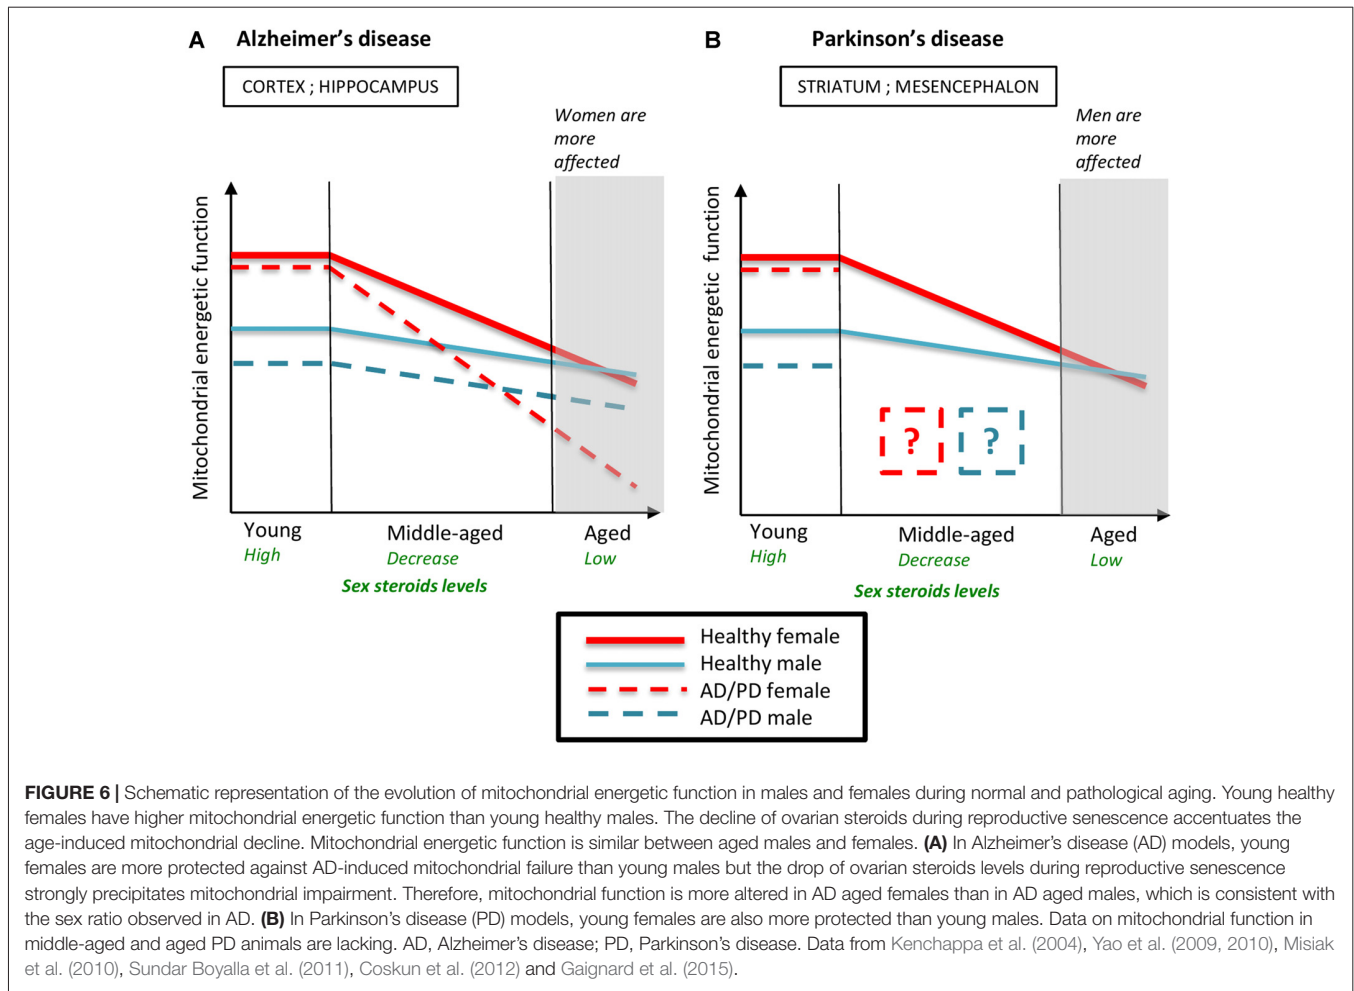 A Alzheimer's disease
CORTEX ; HIPPOCAMPUS
Women are
more
affected
Mitochondrial energetic function
Young
High
Middle-aged
Decrease
Aged
Low
Sex steroids levels
B Parkinson's disease
STRIATUM ; MESENCEPHALON
Men are
more
affected
Mitochondrial energetic function
? ?
Young
High
Middle-aged
Decrease
Aged
Low
Sex steroids levels
Healthy female
Healthy male
AD/PD female
AD/PD male
FIGURE 6 | Schematic representation of the evolution of mitochondrial energetic function in males and females during normal and pathological aging. Young healthy
females have higher mitochondrial energetic function than young healthy males. The decline of ovarian steroids during reproductive senescence accentuates the
age-induced mitochondrial decline. Mitochondrial energetic function is similar between aged males and females. (A) In Alzheimer's disease (AD) models, young
females are more protected against AD-induced mitochondrial failure than young males but the drop of ovarian steroids levels during reproductive senescence
strongly precipitates mitochondrial impairment. Therefore, mitochondrial function is more altered in AD aged females than in AD aged males, which is consistent with
the sex ratio observed in AD. (B) In Parkinson's disease (PD) models, young females are also more protected than young males. Data on mitochondrial function in
middle-aged and aged PD animals are lacking. AD, Alzheimer's disease; PD, Parkinson's disease. Data from Kenchappa et al. (2004), Yao et al. (2009, 2010), Misiak
et al. (2010), Sundar Boyalla et al. (2011), Coskun et al. (2012) and Gaignard et al. (2015).